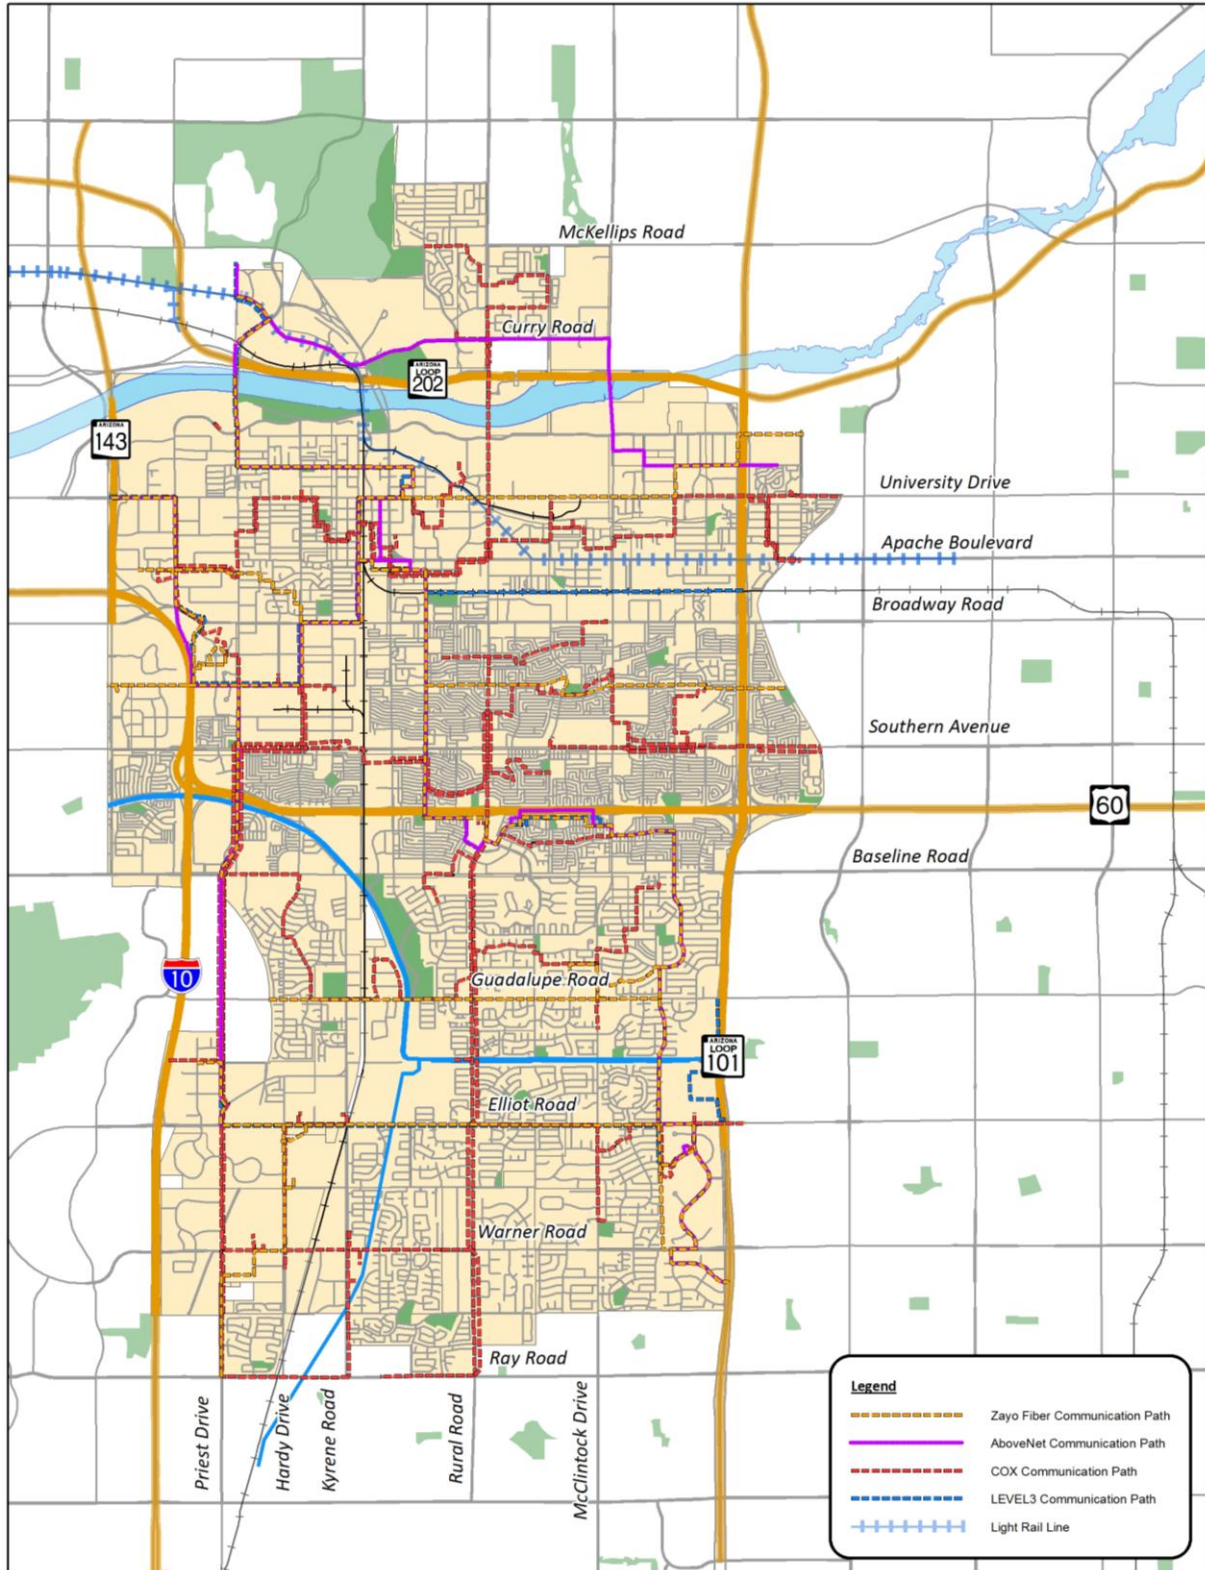 McKellips Road
Curry Road
ARIZONA
LOOP
202
ARIZONA
143
University Drive
Apache Boulevard
Broadway Road
Southern Avenue
60
Baseline Road
10
Guadalupe Road
ARIZONA
LOOP
101
Elliot Road
Warner Road
Ray Road
Priest Drive
Hardy Drive
Kyrene Road
Rural Road
McClintock Drive
Legend
Zayo Fiber Communication Path
AboveNet Communication Path
COX Communication Path
LEVEL3 Communication Path
Light Rail Line